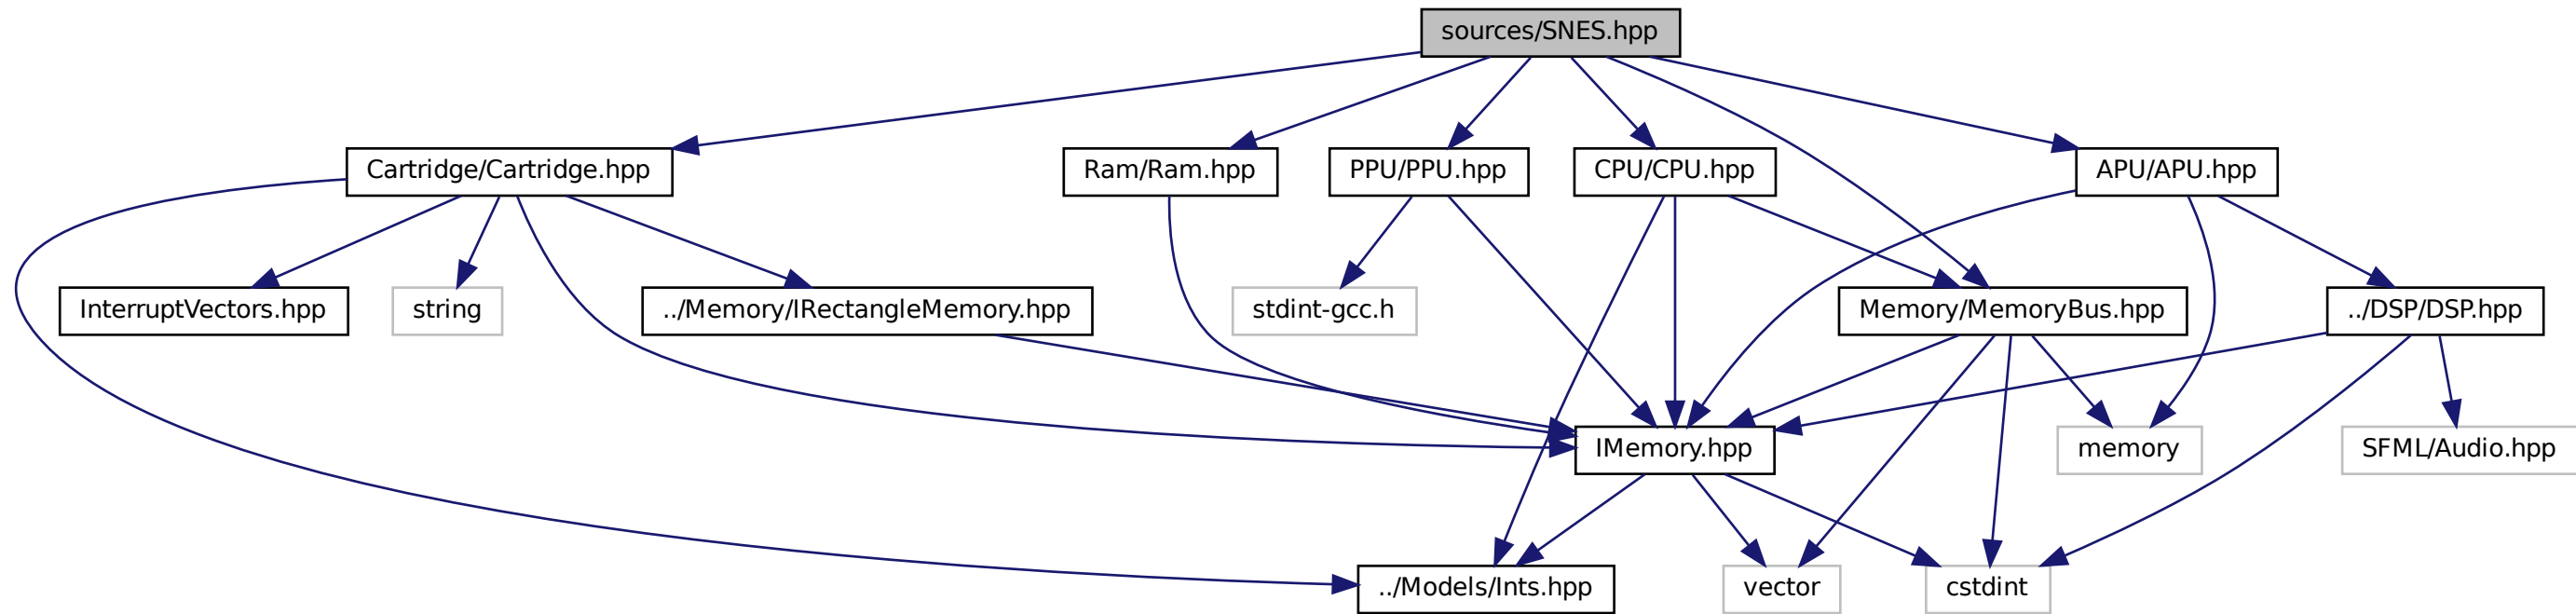 sources/SNES.hpp
Cartridge/Cartridge.hpp
Ram/Ram.hpp
PPU/PPU.hpp
CPU/CPU.hpp
APU/APU.hpp
InterruptVectors.hpp
string
../Memory/IRectangleMemory.hpp
stdint-gcc.h
Memory/MemoryBus.hpp
../DSP/DSP.hpp
IMemory.hpp
memory
SFML/Audio.hpp
../Models/Ints.hpp
vector
cstdint